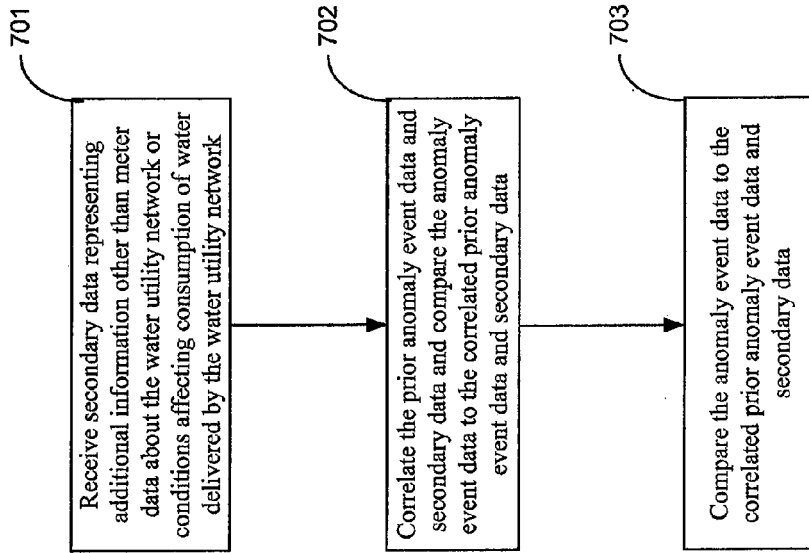 701
Receive secondary data representing
additional information other than meter
data about the water utility network or
conditions affecting consumption of water
delivered by the water utility network
702
Correlate the prior anomaly event data and
secondary data and compare the anomaly
event data to the correlated prior anomaly
event data and secondary data
703
Compare the anomaly event data to the
correlated prior anomaly event data and
secondary data